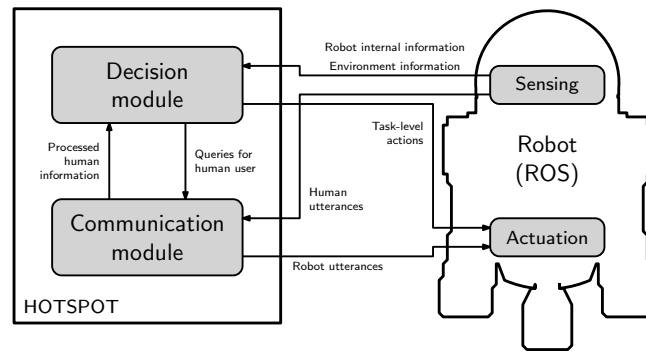 Robot internal information
Environment information
Decision
module
Sensing
Task-level
actions
Processed
human
information
Queries for
human user
Robot
(ROS)
Human
utterances
Communication
module
Actuation
Robot utterances
HOTSPOT